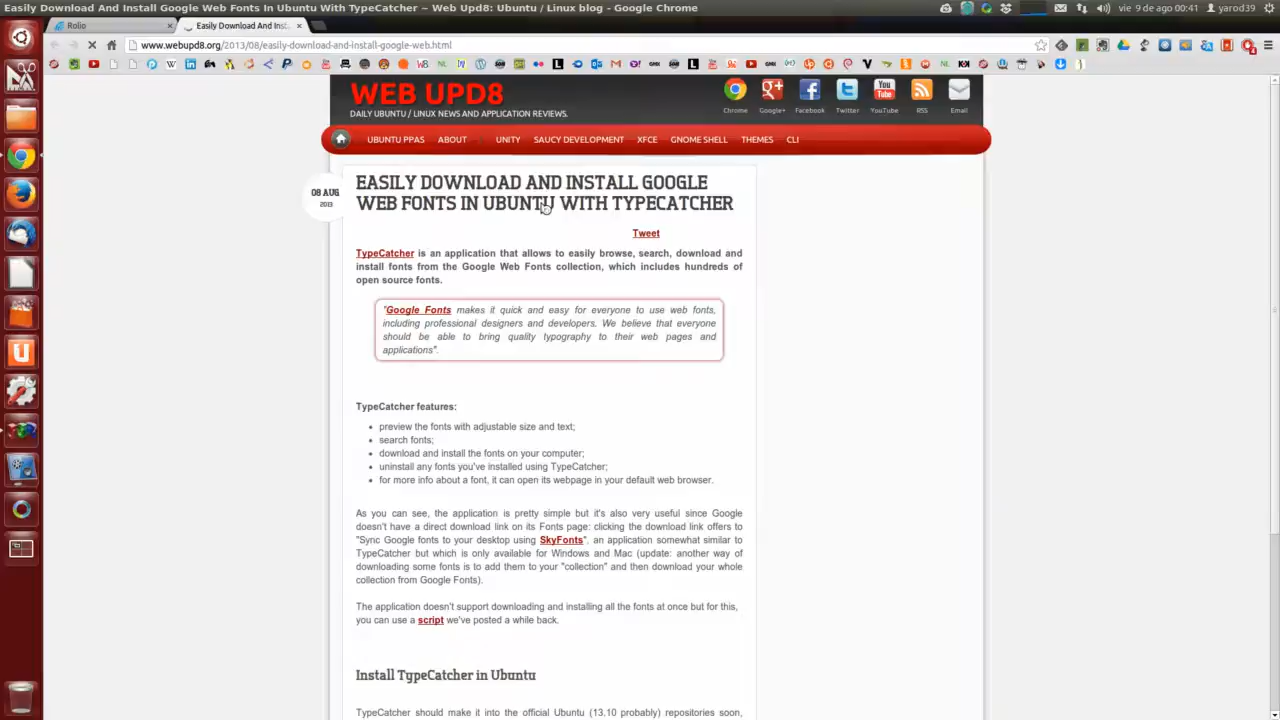 Easily Download And Install Google Web Fonts In Ubuntu With TypeCatcher ~ Web Upd8: Ubuntu / Linux blog - Google Chrome
vie 9 de ago 00:41
yarod39
Rolio
Easily Download And Inst
www.webupd8.org/2013/08/easily-download-and-install-google-web.html
WEB UPD8
DAILY UBUNTU / LINUX NEWS AND APPLICATION REVIEWS.
Chrome
Google+
Facebook
Twitter
YouTube
RSS
Email
UBUNTU PPAS
ABOUT
UNITY
SAUCY DEVELOPMENT
XFCE
GNOME SHELL
THEMES
CLI
08 AUG
2013
EASILY DOWNLOAD AND INSTALL GOOGLE
WEB FONTS IN UBUNTU WITH TYPECATCHER
Tweet
TypeCatcher is an application that allows to easily browse, search, download and
install fonts from the Google Web Fonts collection, which includes hundreds of
open source fonts.
"Google Fonts makes it quick and easy for everyone to use web fonts,
including professional designers and developers. We believe that everyone
should be able to bring quality typography to their web pages and
applications".
TypeCatcher features:
preview the fonts with adjustable size and text;
search fonts;
download and install the fonts on your computer;
uninstall any fonts you've installed using TypeCatcher;
for more info about a font, it can open its webpage in your default web browser.
As you can see, the application is pretty simple but it's also very useful since Google
doesn't have a direct download link on its Fonts page: clicking the download link offers to
"Sync Google fonts to your desktop using SkyFonts", an application somewhat similar to
TypeCatcher but which is only available for Windows and Mac (update: another way of
downloading some fonts is to add them to your "collection" and then download your whole
collection from Google Fonts).
The application doesn't support downloading and installing all the fonts at once but for this,
you can use a script we've posted a while back.
Install TypeCatcher in Ubuntu
TypeCatcher should make it into the official Ubuntu (13,10 probably) repositories soon,